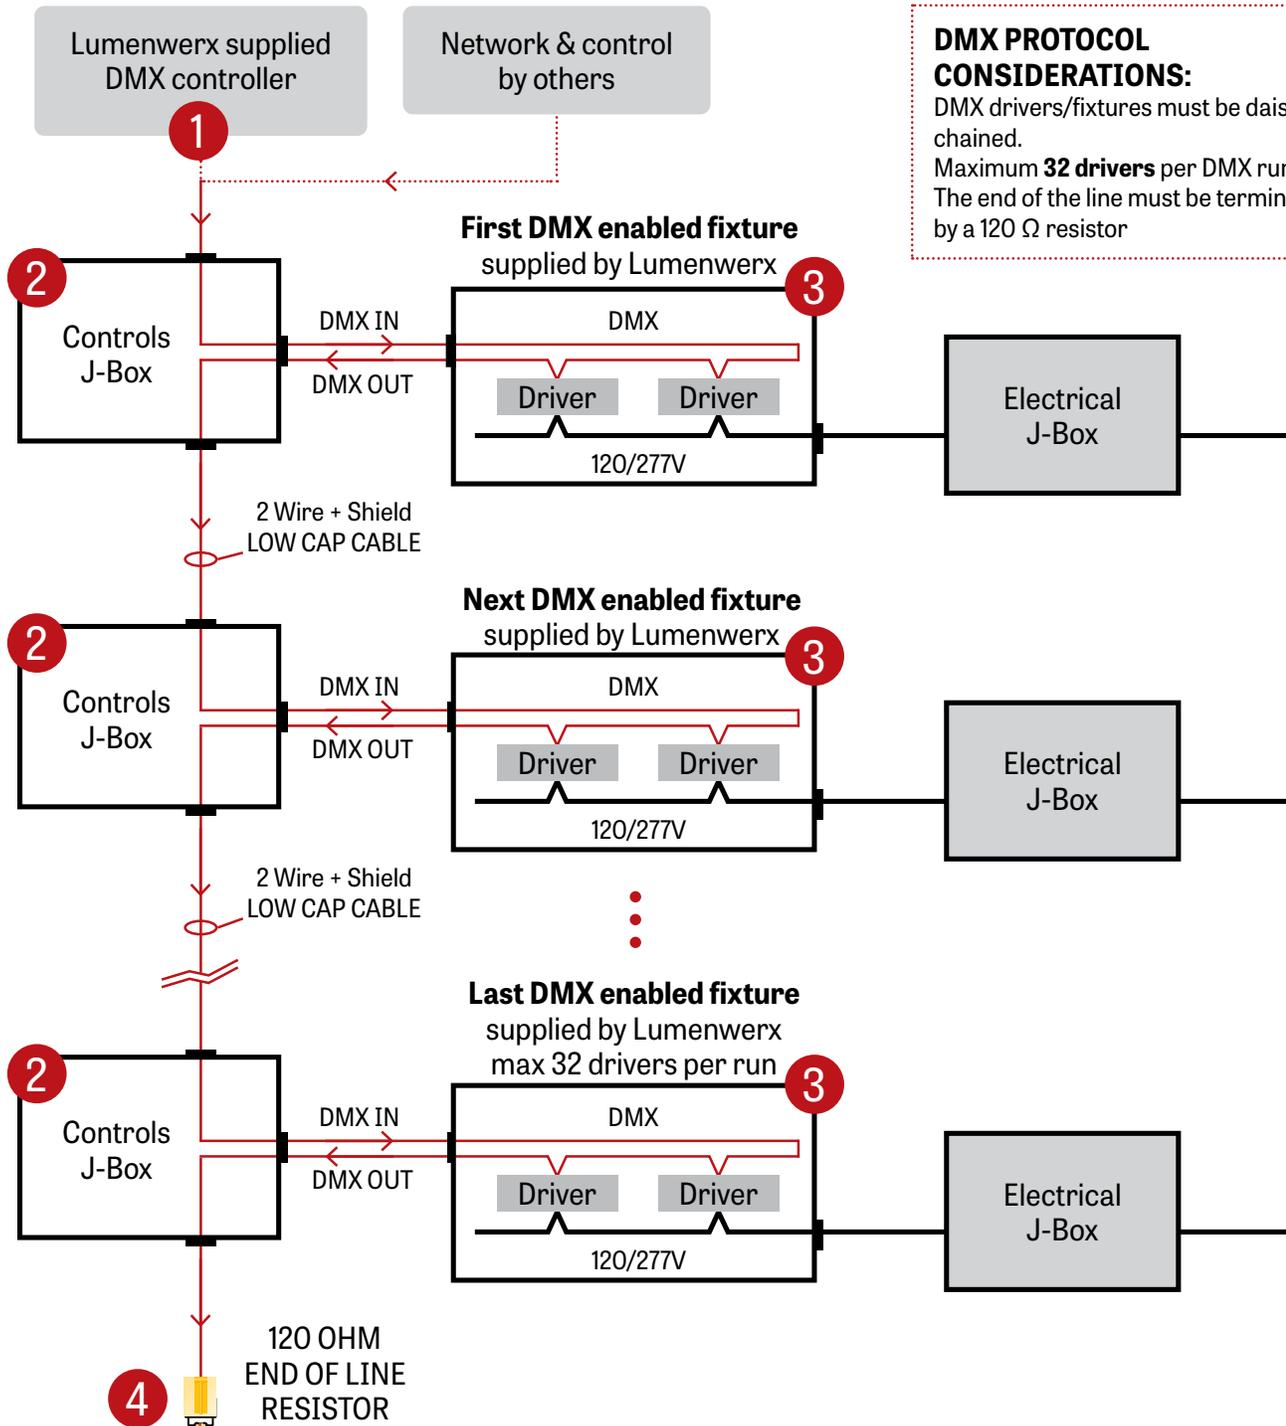 Lumenwerx supplied
DMX controller
1
Network & control
by others
DMX PROTOCOL
CONSIDERATIONS:
DMX drivers/fixtures must be
chained.
Maximum 32 drivers per DMX
The end of the line must be
by a 120 Ω resistor
2
Controls
J-Box
DMX IN
DMX OUT
First DMX enabled fixture
supplied by Lumenwerx
3
DMX
Driver
Driver
120/277V
Electrical
J-Box
2 Wire + Shield
LOW CAP CABLE
2
Controls
J-Box
DMX IN
DMX OUT
Next DMX enabled fixture
supplied by Lumenwerx
3
DMX
Driver
Driver
120/277V
Electrical
J-Box
2 Wire + Shield
LOW CAP CABLE
2
Controls
J-Box
DMX IN
DMX OUT
Last DMX enabled fixture
supplied by Lumenwerx
max 32 drivers per run
3
DMX
Driver
Driver
120/277V
Electrical
J-Box
4
120 OHM
END OF LINE
RESISTOR